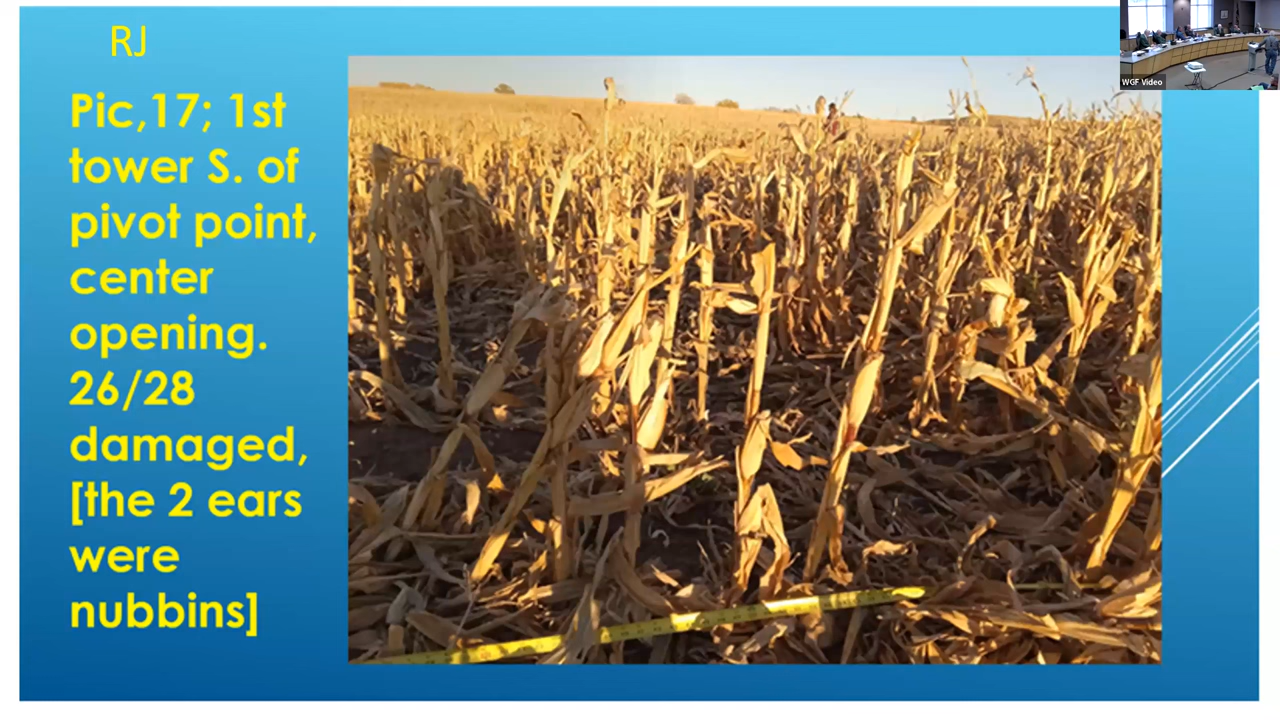 RJ
Pic,17; 1st
tower S. of
pivot point,
center
opening.
26/28
damaged,
[the 2 ears
were
nubbins]
WGF Video